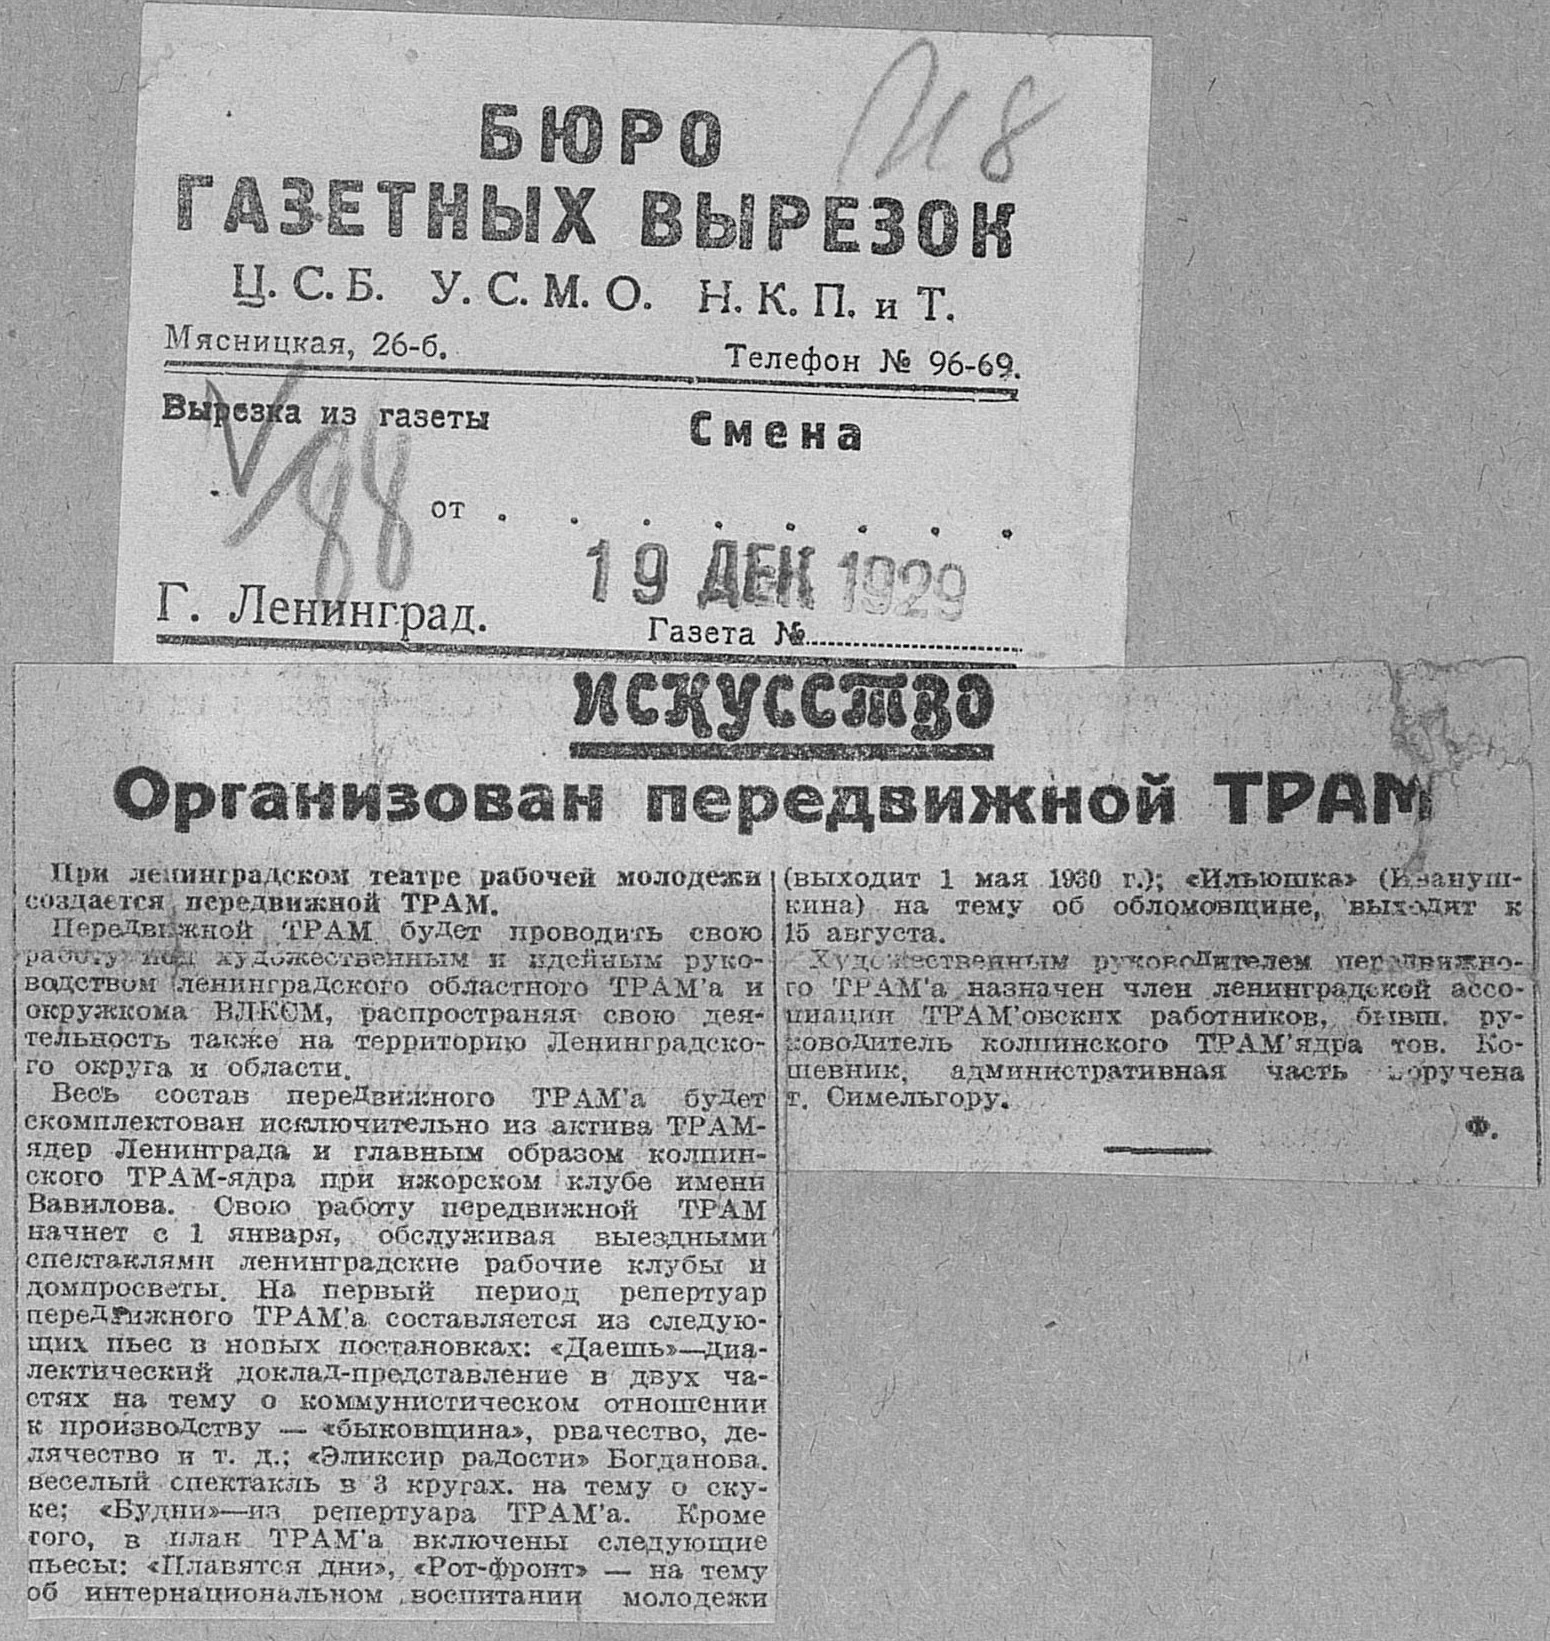 БЮРО
ГАЗЕТНЫХ ВЫРЕЗОК
Ц.С.Б. У.С.М.О. Н.К.П. и Т.
Мясницкая, 26-б.
Телефон № 96-69.
Вырезка из газеты
Смена
88
от . . . . . . . .
19 ДЕК 1929
Г. Ленинград.
Газета №
ИСКУССТВО
Организован передвижной ТРАМ
При ленинградском театре рабочей молодежи
создается передвижной ТРАМ.
Передвижной ТРАМ будет проводить свою
работу под художественным и идейным руко-
водством ленинградского областного ТРАМ'а и
окружкома ВЛКСМ, распространяя свою дея-
тельность также на территорию Ленинградско-
го округа и области.
Весь состав передвижного ТРАМ'а будет
скомплектован исключительно из актива ТРАМ-
ядер Ленинграда и главным образом колпин-
ского ТРАМ-ядра при ижорском клубе имени
Вавилова. Свою работу передвижной ТРАМ
начнет с 1 января, обслуживая выездными
спектаклями ленинградские рабочие клубы и
домпросветы. На первый период репертуар
передвижного ТРАМ'а составляется из следую-
щих пьес в новых постановках: «Даешь»—диа-
лектический доклад-представление в двух ча-
стях на тему о коммунистическом отношении
к производству — «быковщина», рвачество, де-
лячество и т. д.; «Эликсир радости» Богданова.
веселый спектакль в 3 кругах. на тему о ску-
ке; «Будни»—из репертуара ТРАМ'а. Кроме
того, в план ТРАМ'а включены следующие
пьесы: «Плавятся дни», «Рот-фронт» — на тему
об интернациональном воспитании молодежи
(выходит 1 мая 1930 г.); «Ильюшка» (Ивануш-
кина) на тему об обломовщине, выходит к
15 августа.
Художественным руководителем передвижно-
го ТРАМ'а назначен член ленинградской ассо-
циации ТРАМ'овских работников, бывш. ру-
ководитель колпинского ТРАМ'ядра тов. Ко-
шевник, административная часть поручена
т. Симельгору.
Ф.